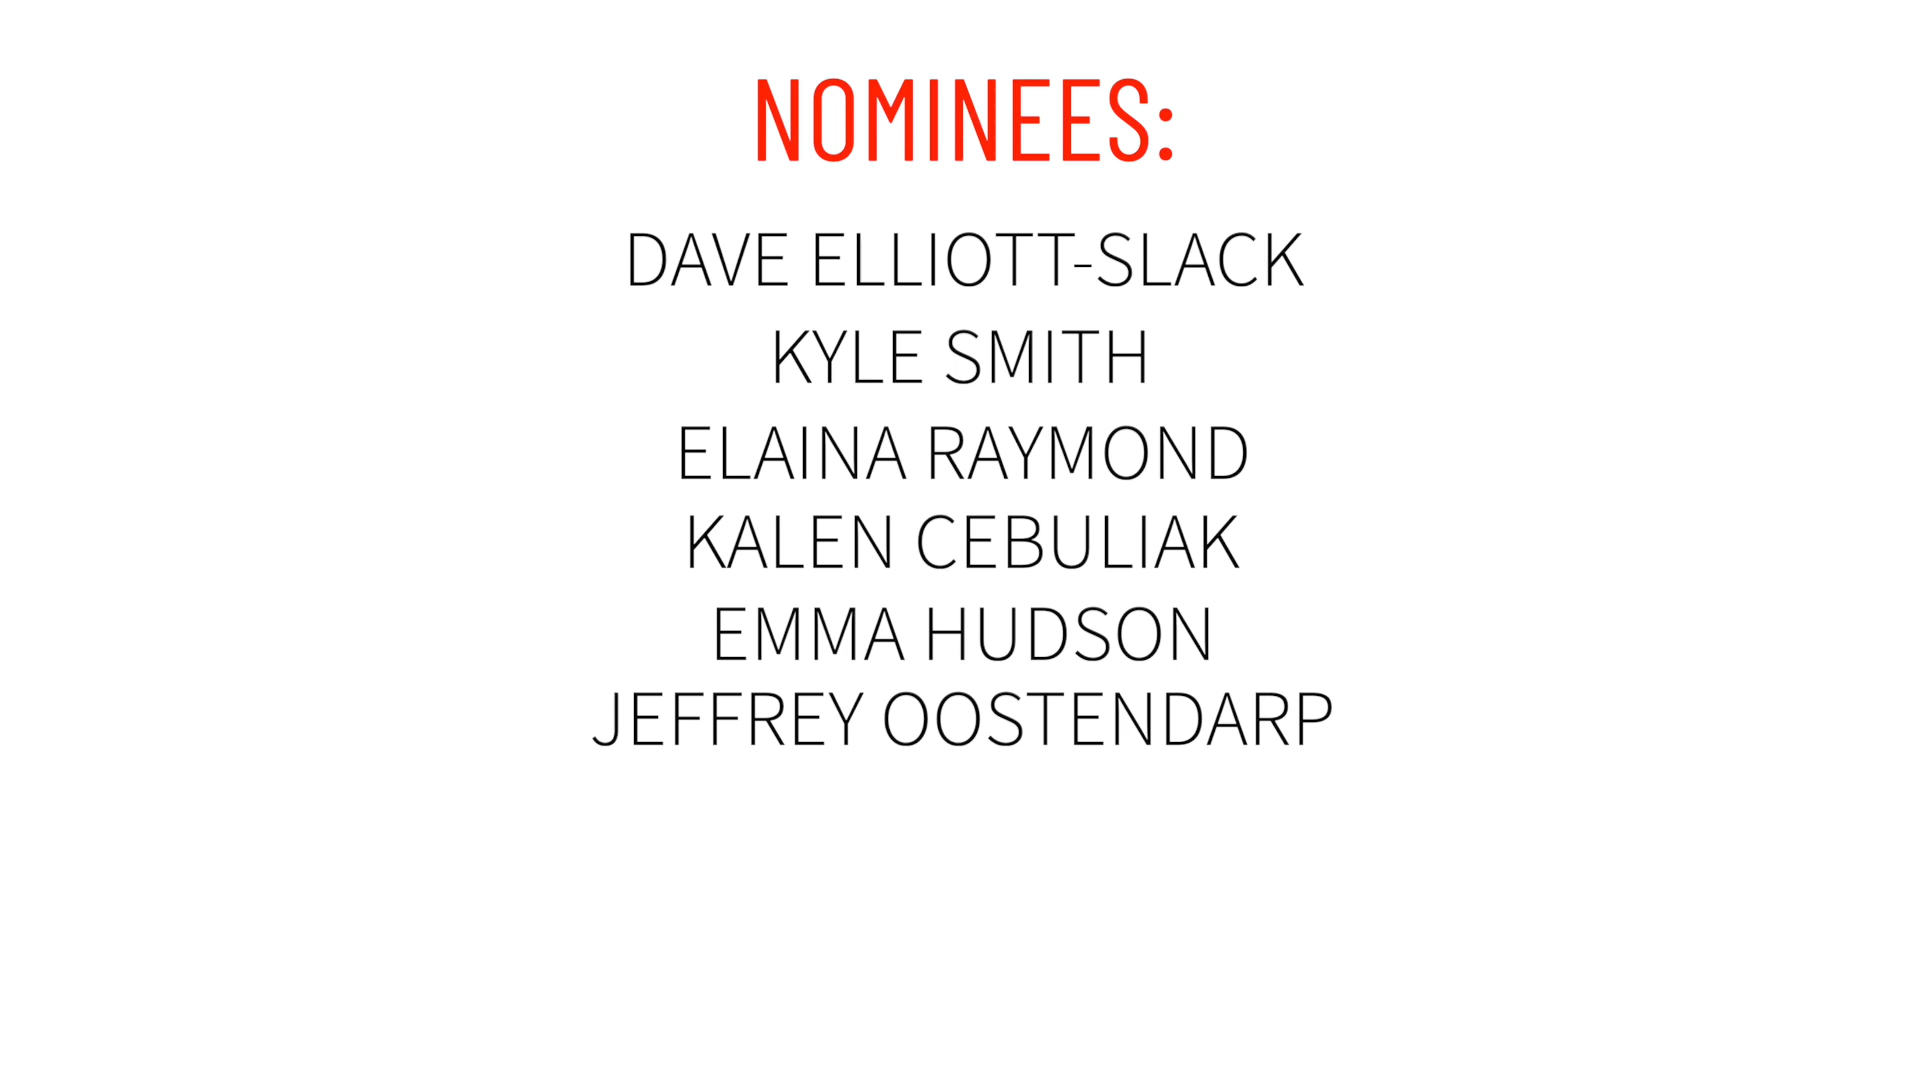 NOMINEES:
DAVE ELLIOTT-SLACK
KYLE SMITH
ELAINA RAYMOND
KALEN CEBULIAK
EMMA HUDSON
JEFFREY OOSTENDARP